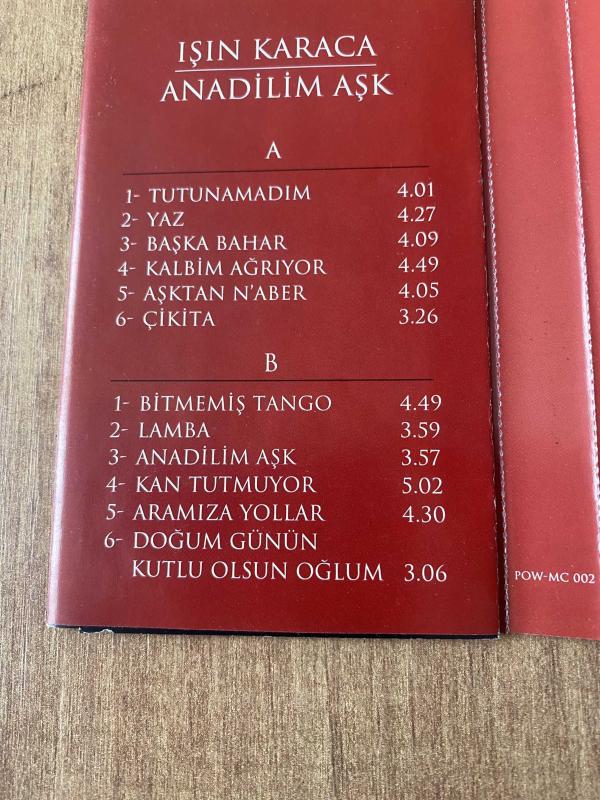 IŞIN KARACA
ANADİLİM AŞK
A
1- TUTUNAMADIM 4.01
2- YAZ 4.27
3- BAŞKA BAHAR 4.09
4- KALBİM AĞRIYOR 4.49
5- AŞKTAN N'ABER 4.05
6- ÇİKİTA 3.26
B
1- BİTMEMİŞ TANGO 4.49
2- LAMBA 3.59
3- ANADİLİM AŞK 3.57
4- KAN TUTMUYOR 5.02
5- ARAMIZA YOLLAR 4.30
6- DOĞUM GÜNÜN
KUTLU OLSUN OĞLUM 3.06
POW-MC 002